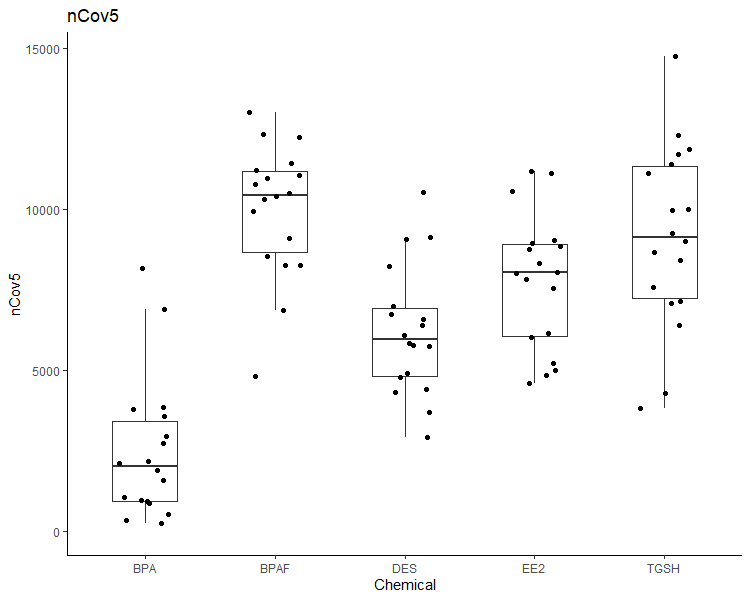 nCov5
15000
10000
5000
0
nCov5
BPA BPAF DES EE2 TGSH
Chemical